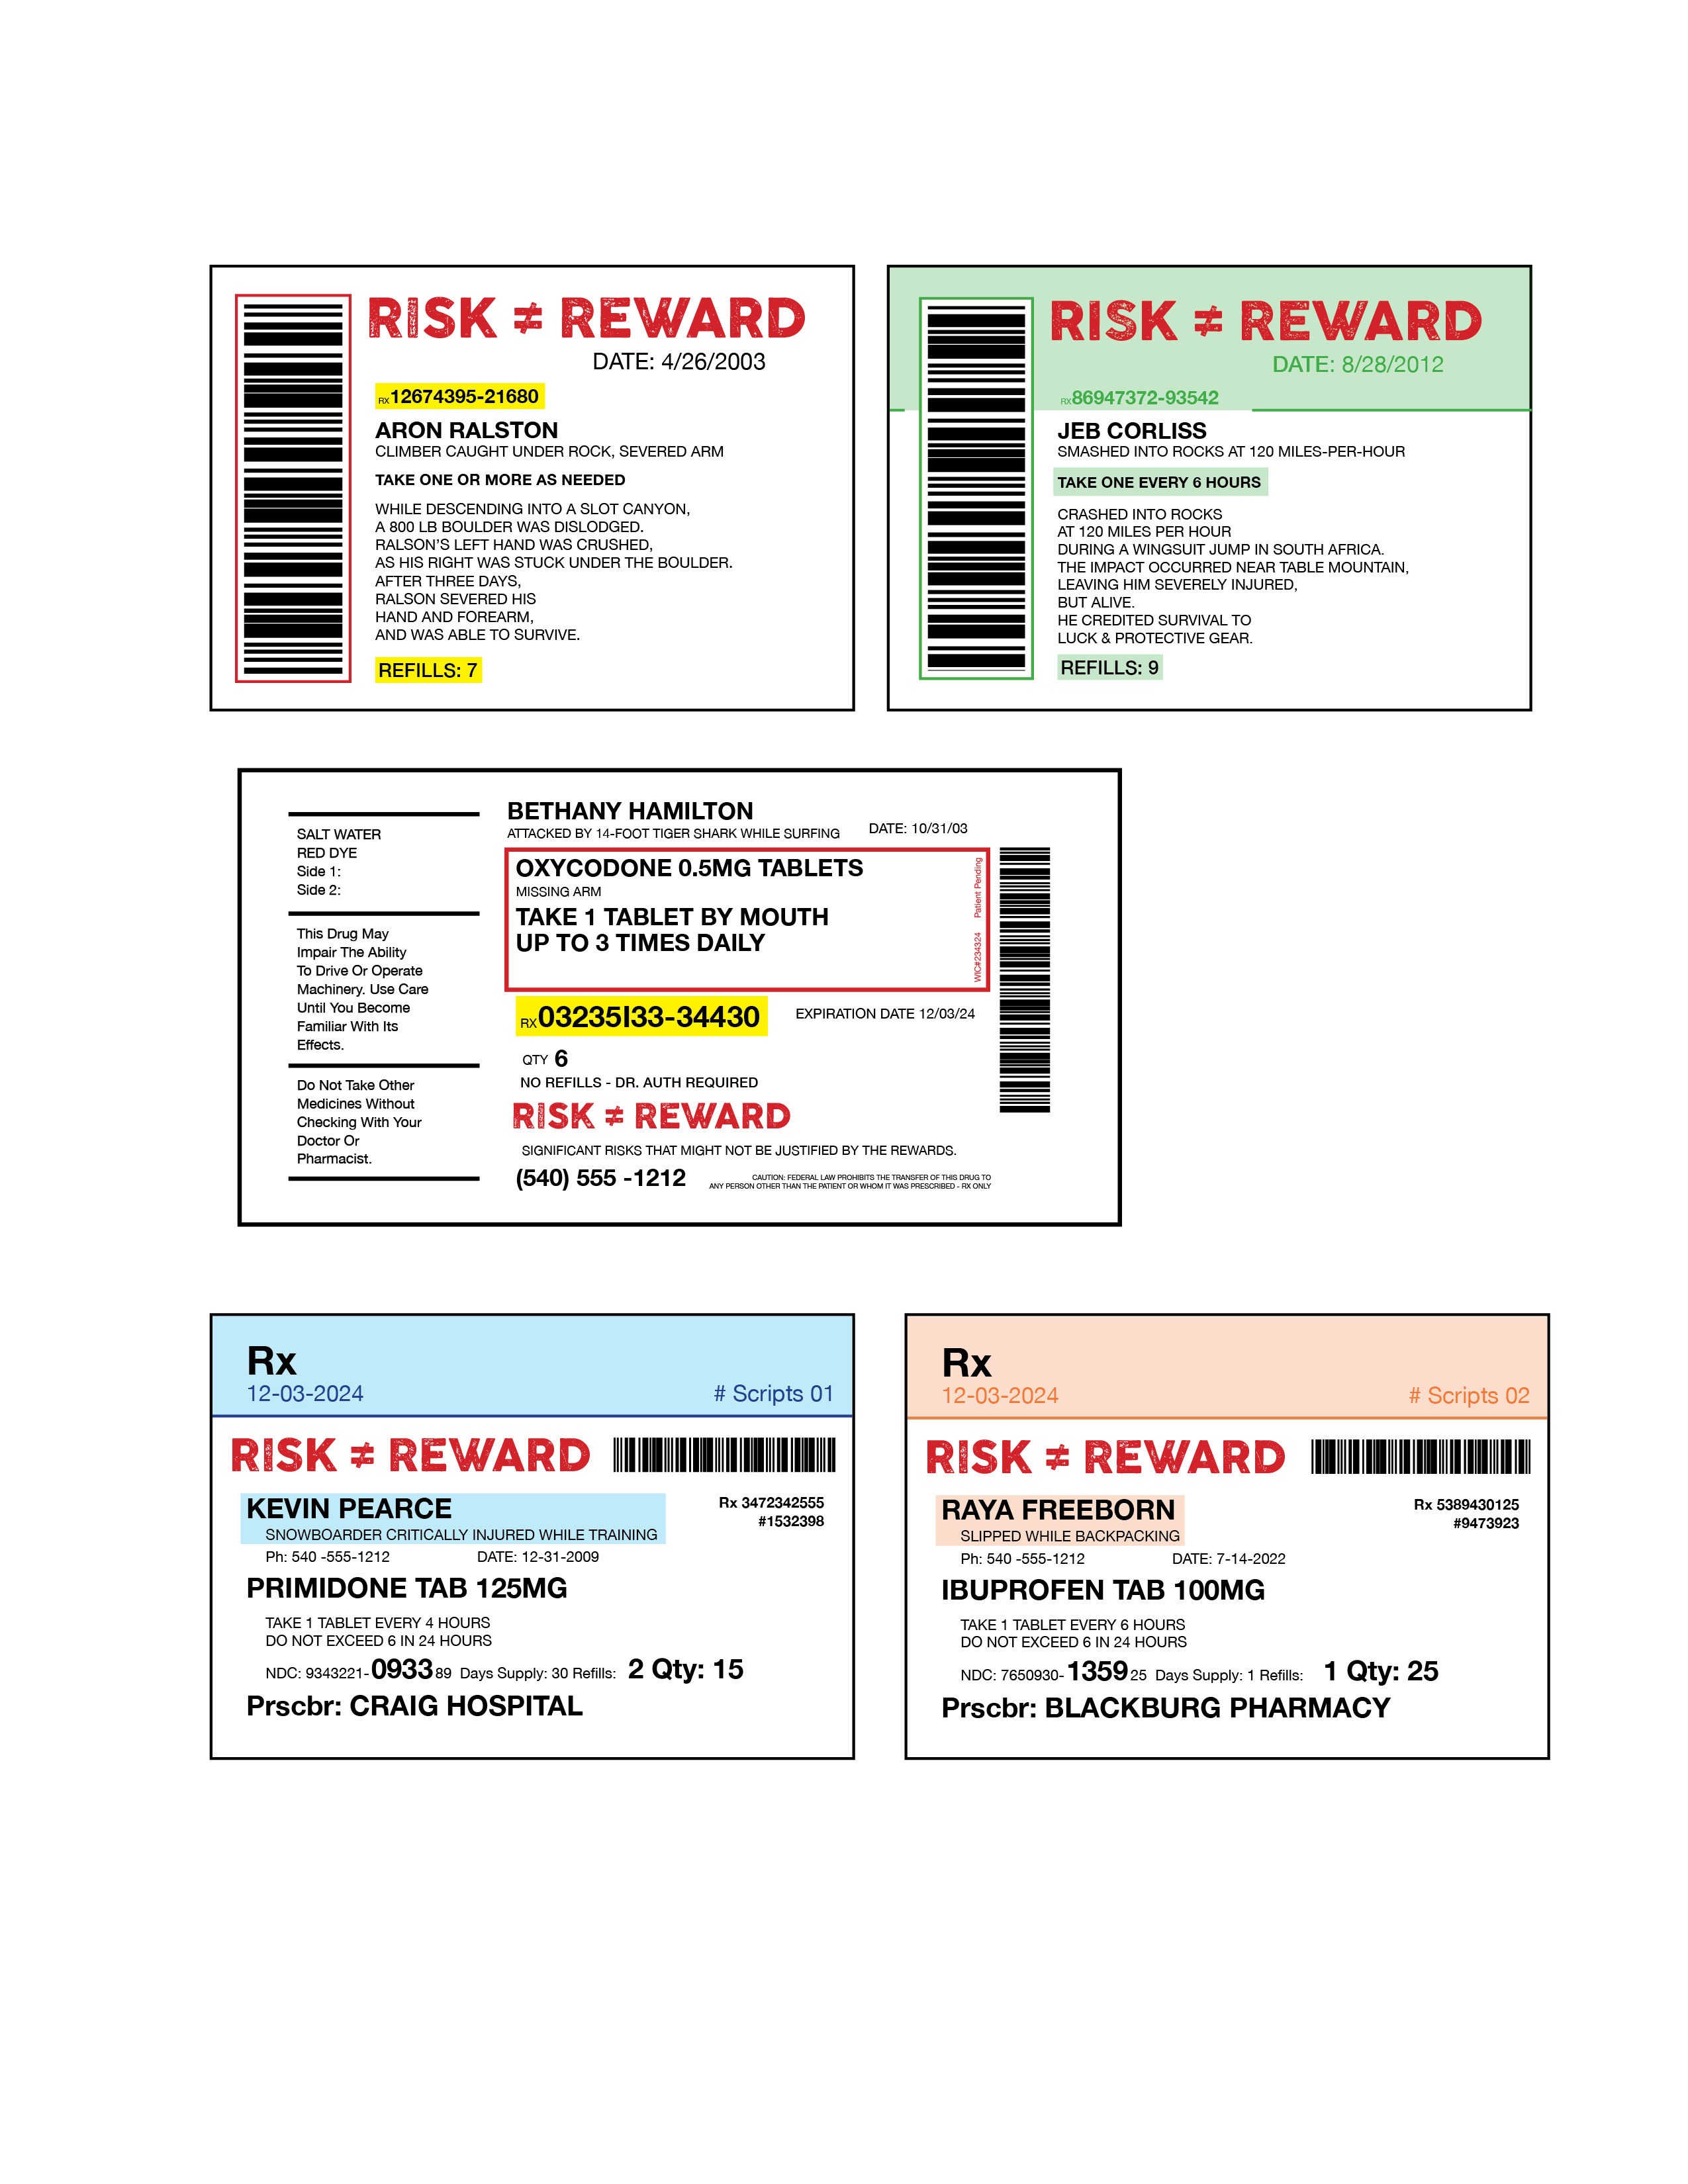 RISK ≠ REWARD
DATE: 4/26/2003
RX12674395-21680
ARON RALSTON
CLIMBER CAUGHT UNDER ROCK, SEVERED ARM
TAKE ONE OR MORE AS NEEDED
WHILE DESCENDING INTO A SLOT CANYON,
A 800 LB BOULDER WAS DISLODGED.
RALSON'S LEFT HAND WAS CRUSHED,
AS HIS RIGHT WAS STUCK UNDER THE BOULDER.
AFTER THREE DAYS,
RALSON SEVERED HIS
HAND AND FOREARM,
AND WAS ABLE TO SURVIVE.
REFILLS: 7
RISK ≠ REWARD
DATE: 8/28/2012
RX86947372-93542
JEB CORLISS
SMASHED INTO ROCKS AT 120 MILES-PER-HOUR
TAKE ONE EVERY 6 HOURS
CRASHED INTO ROCKS
AT 120 MILES PER HOUR
DURING A WINGSUIT JUMP IN SOUTH AFRICA.
THE IMPACT OCCURRED NEAR TABLE MOUNTAIN,
LEAVING HIM SEVERELY INJURED,
BUT ALIVE.
HE CREDITED SURVIVAL TO
LUCK & PROTECTIVE GEAR.
REFILLS: 9
SALT WATER
RED DYE
Side 1:
Side 2:
This Drug May
Impair The Ability
To Drive Or Operate
Machinery. Use Care
Until You Become
Familiar With Its
Effects.
Do Not Take Other
Medicines Without
Checking With Your
Doctor Or
Pharmacist.
BETHANY HAMILTON
ATTACKED BY 14-FOOT TIGER SHARK WHILE SURFING DATE: 10/31/03
OXYCODONE 0.5MG TABLETS
MISSING ARM
TAKE 1 TABLET BY MOUTH
UP TO 3 TIMES DAILY
WIC#234324 Patient Pending
RX03235I33-34430 EXPIRATION DATE 12/03/24
QTY 6
NO REFILLS - DR. AUTH REQUIRED
RISK ≠ REWARD
SIGNIFICANT RISKS THAT MIGHT NOT BE JUSTIFIED BY THE REWARDS.
(540) 555 -1212
CAUTION: FEDERAL LAW PROHIBITS THE TRANSFER OF THIS DRUG TO
ANY PERSON OTHER THAN THE PATIENT OR WHOM IT WAS PRESCRIBED - RX ONLY
Rx
12-03-2024 # Scripts 01
RISK ≠ REWARD
KEVIN PEARCE Rx 3472342555
#1532398
SNOWBOARDER CRITICALLY INJURED WHILE TRAINING
Ph: 540 -555-1212 DATE: 12-31-2009
PRIMIDONE TAB 125MG
TAKE 1 TABLET EVERY 4 HOURS
DO NOT EXCEED 6 IN 24 HOURS
NDC: 9343221-093389 Days Supply: 30 Refills: 2 Qty: 15
Prscbr: CRAIG HOSPITAL
Rx
12-03-2024 # Scripts 02
RISK ≠ REWARD
RAYA FREEBORN Rx 5389430125
#9473923
SLIPPED WHILE BACKPACKING
Ph: 540 -555-1212 DATE: 7-14-2022
IBUPROFEN TAB 100MG
TAKE 1 TABLET EVERY 6 HOURS
DO NOT EXCEED 6 IN 24 HOURS
NDC: 7650930-135925 Days Supply: 1 Refills: 1 Qty: 25
Prscbr: BLACKBURG PHARMACY